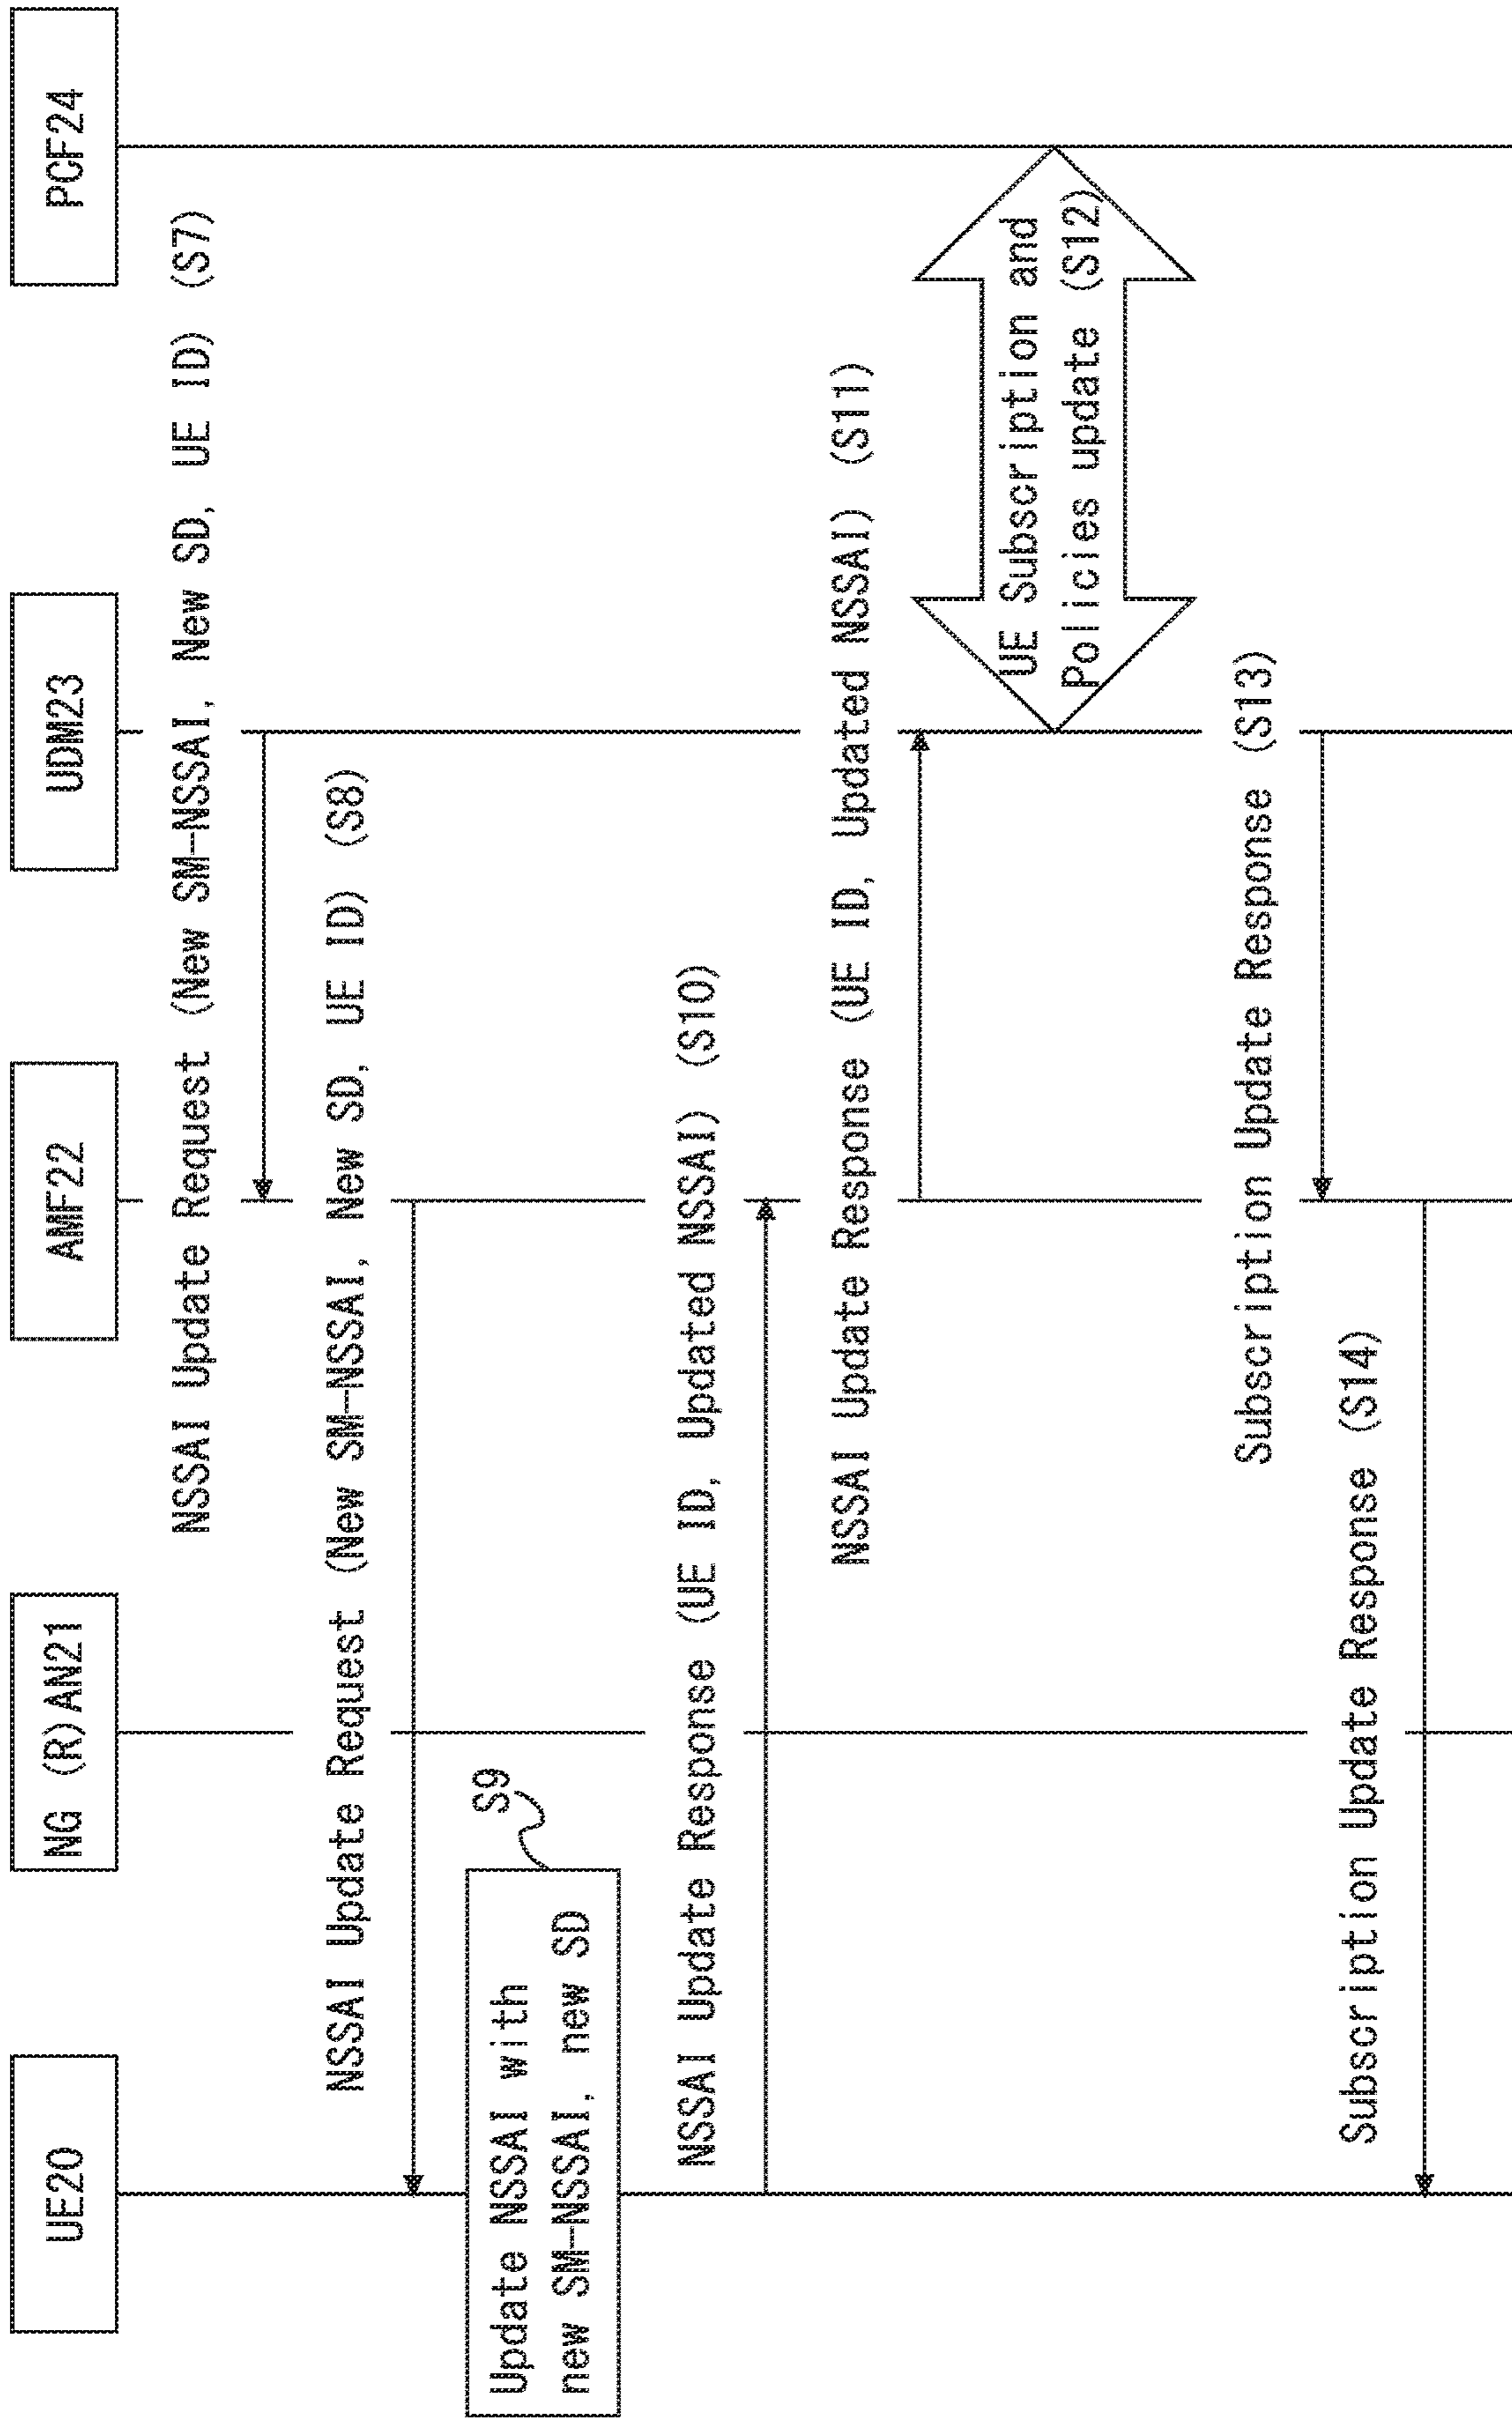 UE20
NG (R)AN21
AMF22
UDM23
PCF24
NSSAI Update Request (New SM-NSSAI, New SD, UE ID) (S7)
NSSAI Update Request (New SM-NSSAI, New SD, UE ID) (S8)
S9
Update NSSAI with
new SM-NSSAI, new SD
NSSAI Update Response (UE ID, Updated NSSAI) (S10)
NSSAI Update Response (UE ID, Updated NSSAI) (S11)
UE Subscription and
Policies update (S12)
Subscription Update Response (S13)
Subscription Update Response (S14)